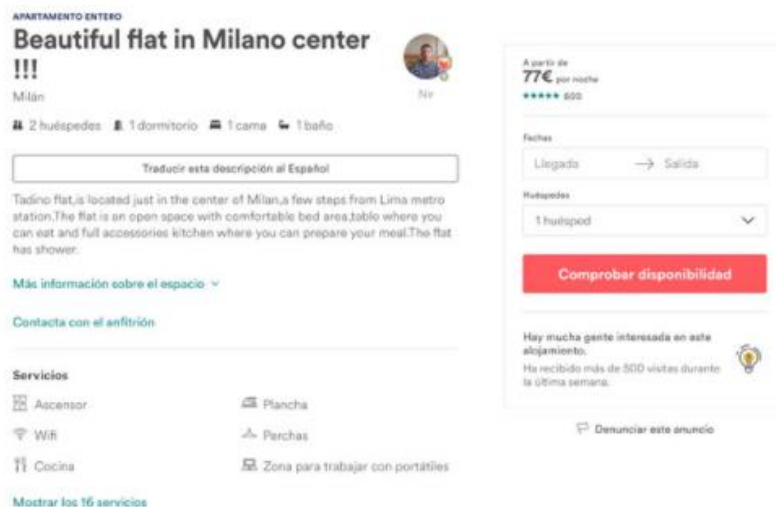 APARTAMENTO ENTERO
Beautiful flat in Milano center
!!!
Nir
Milán
2 huéspedes 1 dormitorio 1 cama 1 baño
Traducir esta descripción al Español
Tadino flat,is located just in the center of Milan,a few steps from Lima metro
station.The flat is an open space with comfortable bed area,table where you
can eat and full accessories kitchen where you can prepare your meal.The flat
has shower.
Más información sobre el espacio
Contacta con el anfitrión
Servicios
Ascensor Plancha
Wifi Perchas
Cocina Zona para trabajar con portátiles
Mostrar los 16 servicios
A partir de
77€ por noche
600
Fechas
Llegada → Salida
Huéspedes
1 huésped
Comprobar disponibilidad
Hay mucha gente interesada en este
alojamiento.
Ha recibido más de 500 visitas durante
la última semana.
Denunciar este anuncio